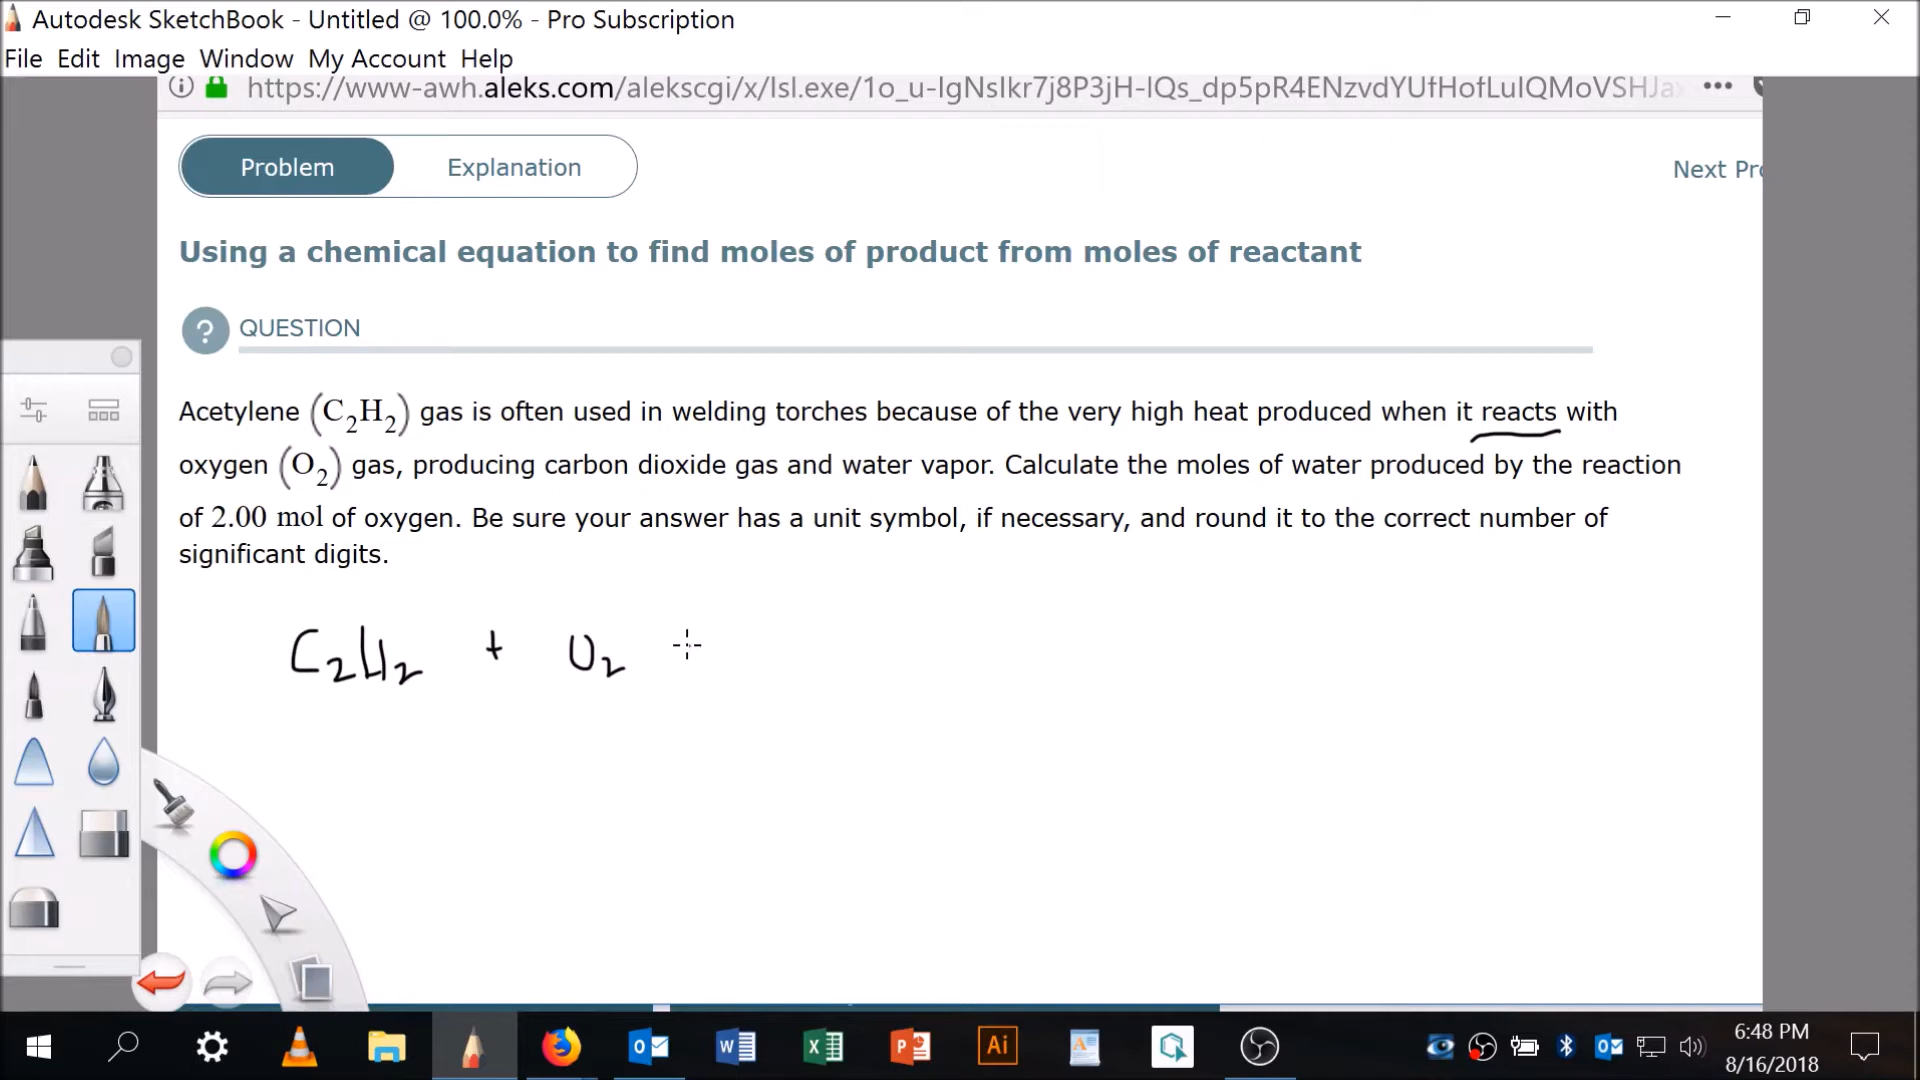 Autodesk SketchBook - Untitled @ 100.0% - Pro Subscription
File Edit Image Window My Account Help
https://www-awh.aleks.com/alekscgi/x/Isl.exe/1o_u-IgNsIkr7j8P3jH-IQs_dp5pR4ENzvdYUfHofLuIQMoVSHJa
Problem Explanation Next Pro
Using a chemical equation to find moles of product from moles of reactant
? QUESTION
Acetylene (C₂H₂) gas is often used in welding torches because of the very high heat produced when it reacts with
oxygen (O₂) gas, producing carbon dioxide gas and water vapor. Calculate the moles of water produced by the reaction
of 2.00 mol of oxygen. Be sure your answer has a unit symbol, if necessary, and round it to the correct number of
significant digits.
C₂H₂ + O₂
6:48 PM
8/16/2018